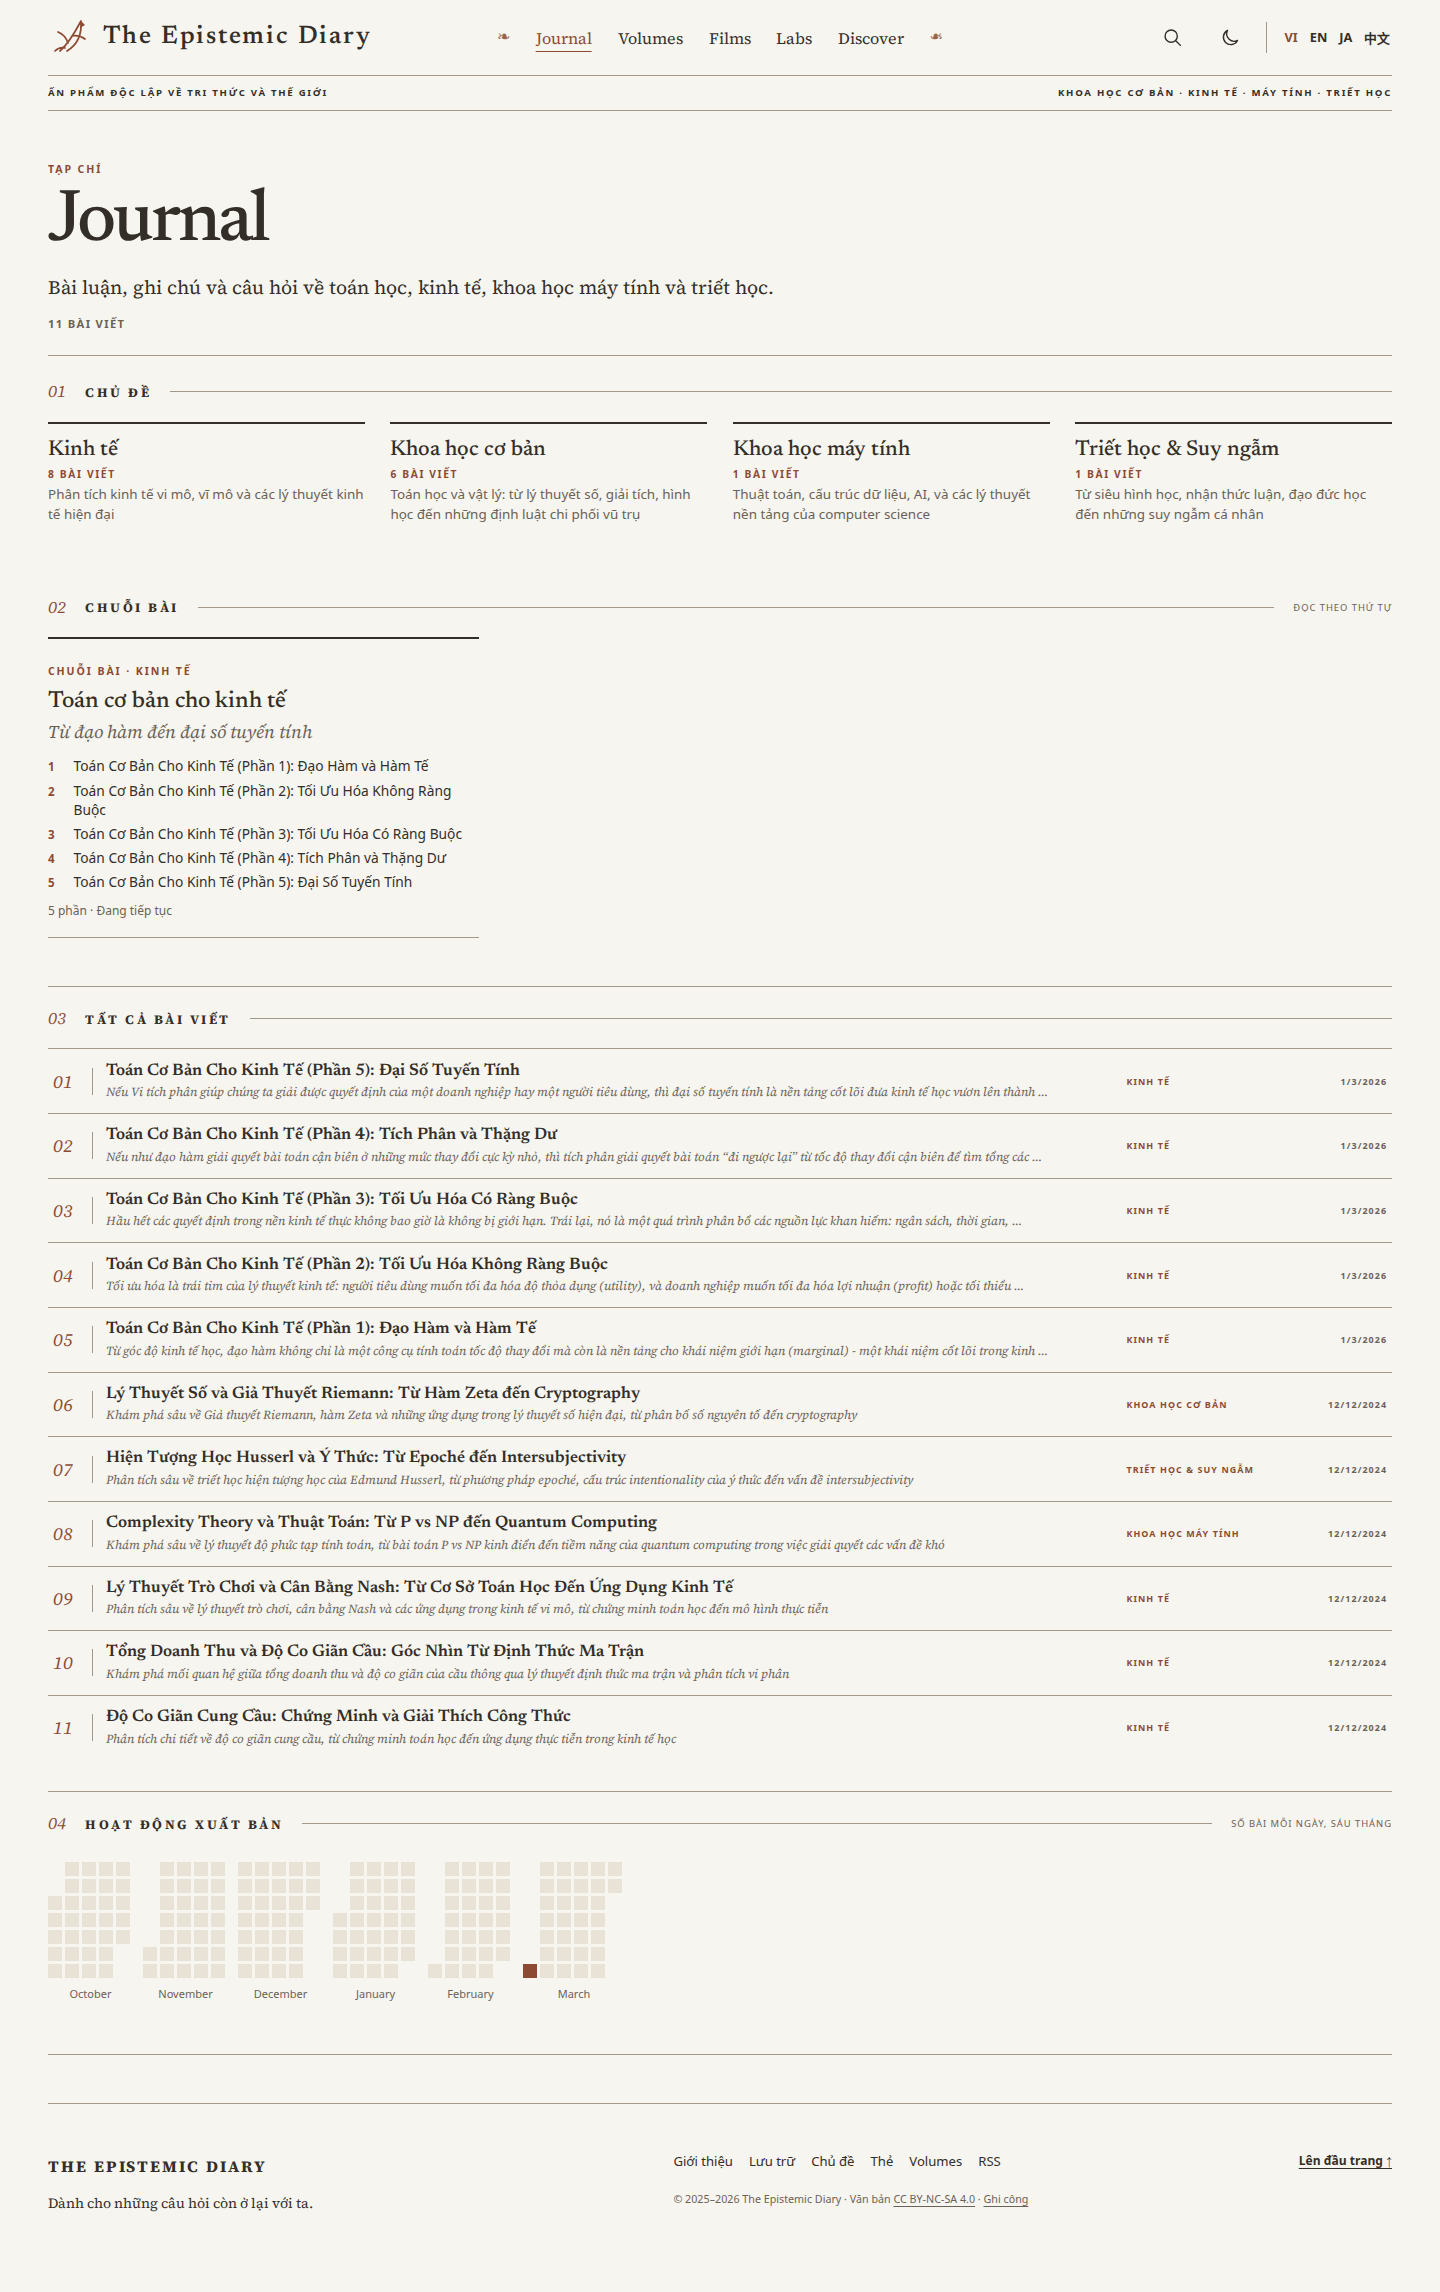 The Epistemic Diary
❧ Journal Volumes Films Labs Discover ☙
VI EN JA 中文
ẤN PHẨM ĐỘC LẬP VỀ TRI THỨC VÀ THẾ GIỚI
KHOA HỌC CƠ BẢN · KINH TẾ · MÁY TÍNH · TRIẾT HỌC
TẠP CHÍ
Journal
Bài luận, ghi chú và câu hỏi về toán học, kinh tế, khoa học máy tính và triết học.
11 BÀI VIẾT
01 CHỦ ĐỀ
Kinh tế
8 BÀI VIẾT
Phân tích kinh tế vi mô, vĩ mô và các lý thuyết kinh
tế hiện đại
Khoa học cơ bản
6 BÀI VIẾT
Toán học và vật lý: từ lý thuyết số, giải tích, hình
học đến những định luật chi phối vũ trụ
Khoa học máy tính
1 BÀI VIẾT
Thuật toán, cấu trúc dữ liệu, AI, và các lý thuyết
nền tảng của computer science
Triết học & Suy ngẫm
1 BÀI VIẾT
Từ siêu hình học, nhận thức luận, đạo đức học
đến những suy ngẫm cá nhân
02 CHUỖI BÀI
ĐỌC THEO THỨ TỰ
CHUỖI BÀI · KINH TẾ
Toán cơ bản cho kinh tế
Từ đạo hàm đến đại số tuyến tính
1 Toán Cơ Bản Cho Kinh Tế (Phần 1): Đạo Hàm và Hàm Tế
2 Toán Cơ Bản Cho Kinh Tế (Phần 2): Tối Ưu Hóa Không Ràng
Buộc
3 Toán Cơ Bản Cho Kinh Tế (Phần 3): Tối Ưu Hóa Có Ràng Buộc
4 Toán Cơ Bản Cho Kinh Tế (Phần 4): Tích Phân và Thặng Dư
5 Toán Cơ Bản Cho Kinh Tế (Phần 5): Đại Số Tuyến Tính
5 phần · Đang tiếp tục
03 TẤT CẢ BÀI VIẾT
01 Toán Cơ Bản Cho Kinh Tế (Phần 5): Đại Số Tuyến Tính
Nếu Vi tích phân giúp chúng ta giải được quyết định của một doanh nghiệp hay một người tiêu dùng, thì đại số tuyến tính là nền tảng cốt lõi đưa kinh tế học vươn lên thành ...
KINH TẾ 1/3/2026
02 Toán Cơ Bản Cho Kinh Tế (Phần 4): Tích Phân và Thặng Dư
Nếu như đạo hàm giải quyết bài toán cận biên ở những mức thay đổi cực kỳ nhỏ, thì tích phân giải quyết bài toán “đi ngược lại” từ tốc độ thay đổi cận biên để tìm tổng các ...
KINH TẾ 1/3/2026
03 Toán Cơ Bản Cho Kinh Tế (Phần 3): Tối Ưu Hóa Có Ràng Buộc
Hầu hết các quyết định trong nền kinh tế thực không bao giờ là không bị giới hạn. Trái lại, nó là một quá trình phân bổ các nguồn lực khan hiếm: ngân sách, thời gian, ...
KINH TẾ 1/3/2026
04 Toán Cơ Bản Cho Kinh Tế (Phần 2): Tối Ưu Hóa Không Ràng Buộc
Tối ưu hóa là trái tim của lý thuyết kinh tế: người tiêu dùng muốn tối đa hóa độ thỏa dụng (utility), và doanh nghiệp muốn tối đa hóa lợi nhuận (profit) hoặc tối thiểu ...
KINH TẾ 1/3/2026
05 Toán Cơ Bản Cho Kinh Tế (Phần 1): Đạo Hàm và Hàm Tế
Từ góc độ kinh tế học, đạo hàm không chỉ là một công cụ tính toán tốc độ thay đổi mà còn là nền tảng cho khái niệm giới hạn (marginal) - một khái niệm cốt lõi trong kinh ...
KINH TẾ 1/3/2026
06 Lý Thuyết Số và Giả Thuyết Riemann: Từ Hàm Zeta đến Cryptography
Khám phá sâu về Giả thuyết Riemann, hàm Zeta và những ứng dụng trong lý thuyết số hiện đại, từ phân bố số nguyên tố đến cryptography
KHOA HỌC CƠ BẢN 12/12/2024
07 Hiện Tượng Học Husserl và Ý Thức: Từ Epoché đến Intersubjectivity
Phân tích sâu về triết học hiện tượng học của Edmund Husserl, từ phương pháp epoché, cấu trúc intentionality của ý thức đến vấn đề intersubjectivity
TRIẾT HỌC & SUY NGẪM 12/12/2024
08 Complexity Theory và Thuật Toán: Từ P vs NP đến Quantum Computing
Khám phá sâu về lý thuyết độ phức tạp tính toán, từ bài toán P vs NP kinh điển đến tiềm năng của quantum computing trong việc giải quyết các vấn đề khó
KHOA HỌC MÁY TÍNH 12/12/2024
09 Lý Thuyết Trò Chơi và Cân Bằng Nash: Từ Cơ Sở Toán Học Đến Ứng Dụng Kinh Tế
Phân tích sâu về lý thuyết trò chơi, cân bằng Nash và các ứng dụng trong kinh tế vi mô, từ chứng minh toán học đến mô hình thực tiễn
KINH TẾ 12/12/2024
10 Tổng Doanh Thu và Độ Co Giãn Cầu: Góc Nhìn Từ Định Thức Ma Trận
Khám phá mối quan hệ giữa tổng doanh thu và độ co giãn của cầu thông qua lý thuyết định thức ma trận và phân tích vi phân
KINH TẾ 12/12/2024
11 Độ Co Giãn Cung Cầu: Chứng Minh và Giải Thích Công Thức
Phân tích chi tiết về độ co giãn cung cầu, từ chứng minh toán học đến ứng dụng thực tiễn trong kinh tế học
KINH TẾ 12/12/2024
04 HOẠT ĐỘNG XUẤT BẢN
SỐ BÀI MỖI NGÀY, SÁU THÁNG
October November December January February March
THE EPISTEMIC DIARY
Dành cho những câu hỏi còn ở lại với ta.
Giới thiệu Lưu trữ Chủ đề Thẻ Volumes RSS
© 2025–2026 The Epistemic Diary · Văn bản CC BY-NC-SA 4.0 · Ghi công
Lên đầu trang ↑